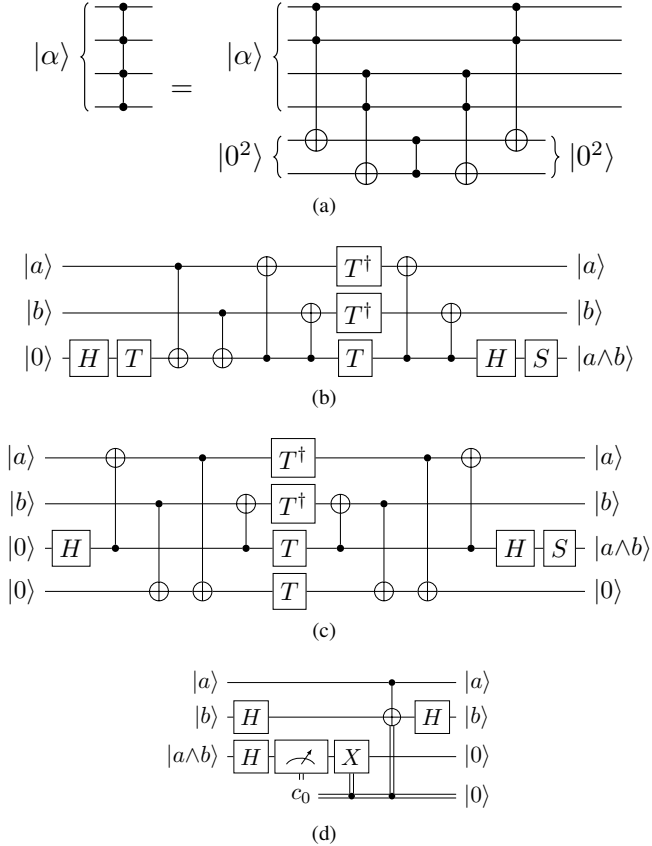 |α⟩ = |α⟩
|0²⟩ |0²⟩
(a)
|a⟩ T† |a⟩
|b⟩ T† |b⟩
|0⟩ H T T H S |a∧b⟩
(b)
|a⟩ T† |a⟩
|b⟩ T† |b⟩
|0⟩ H T H S |a∧b⟩
|0⟩ T |0⟩
(c)
|a⟩ |a⟩
|b⟩ H H |b⟩
|a∧b⟩ H X |0⟩
c₀ |0⟩
(d)